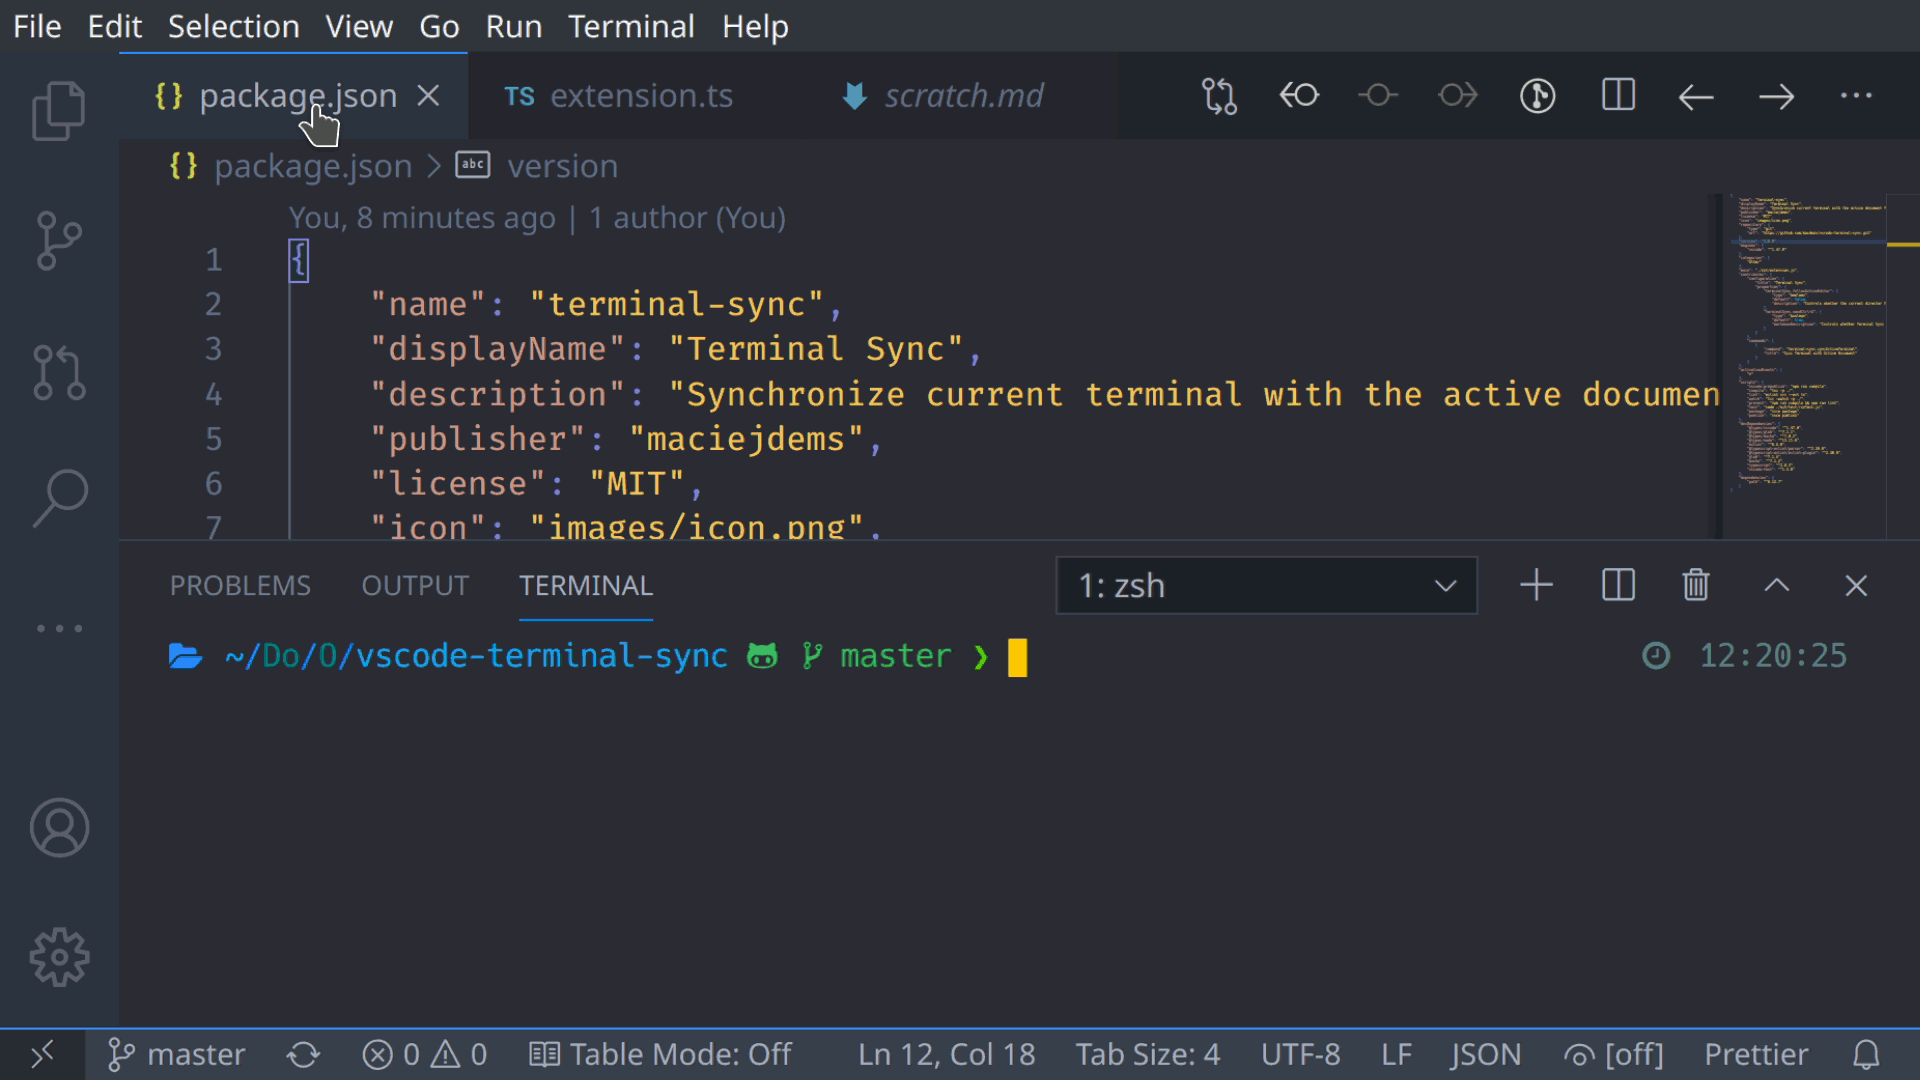 File Edit Selection View Go Run Terminal Help
{} package.json TS extension.ts scratch.md
{} package.json > abc version
You, 8 minutes ago | 1 author (You)
1 {
2 "name": "terminal-sync",
3 "displayName": "Terminal Sync",
4 "description": "Synchronize current terminal with the active documen
5 "publisher": "maciejdems",
6 "license": "MIT",
7 "icon": "images/icon.png",
PROBLEMS OUTPUT TERMINAL 1: zsh
~/Do/O/vscode-terminal-sync master ❯ 12:20:25
master 0 0 Table Mode: Off Ln 12, Col 18 Tab Size: 4 UTF-8 LF JSON [off] Prettier